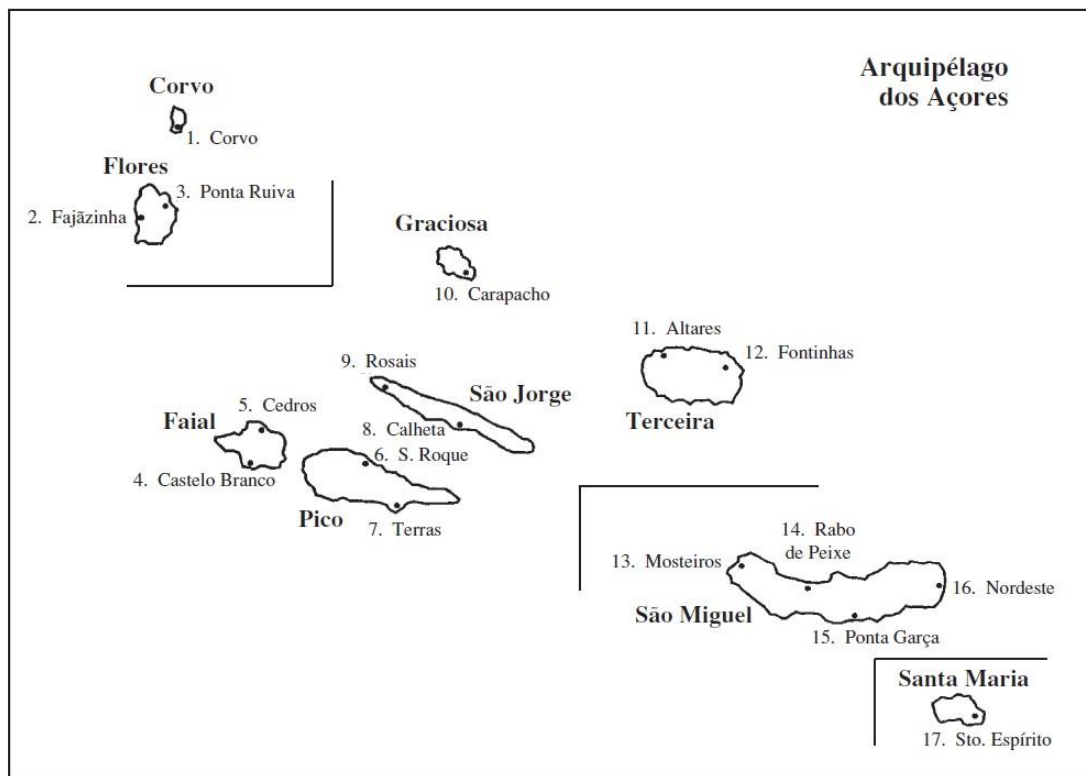 Arquipélago
dos Açores
Corvo
1. Corvo
Flores
3. Ponta Ruiva
2. Fajãzinha
Graciosa
10. Carapacho
11. Altares
12. Fontinhas
Terceira
9. Rosais
São Jorge
8. Calheta
5. Cedros
Faial
4. Castelo Branco
6. S. Roque
Pico
7. Terras
14. Rabo
de Peixe
13. Mosteiros
16. Nordeste
São Miguel
15. Ponta Garça
Santa Maria
17. Sto. Espírito